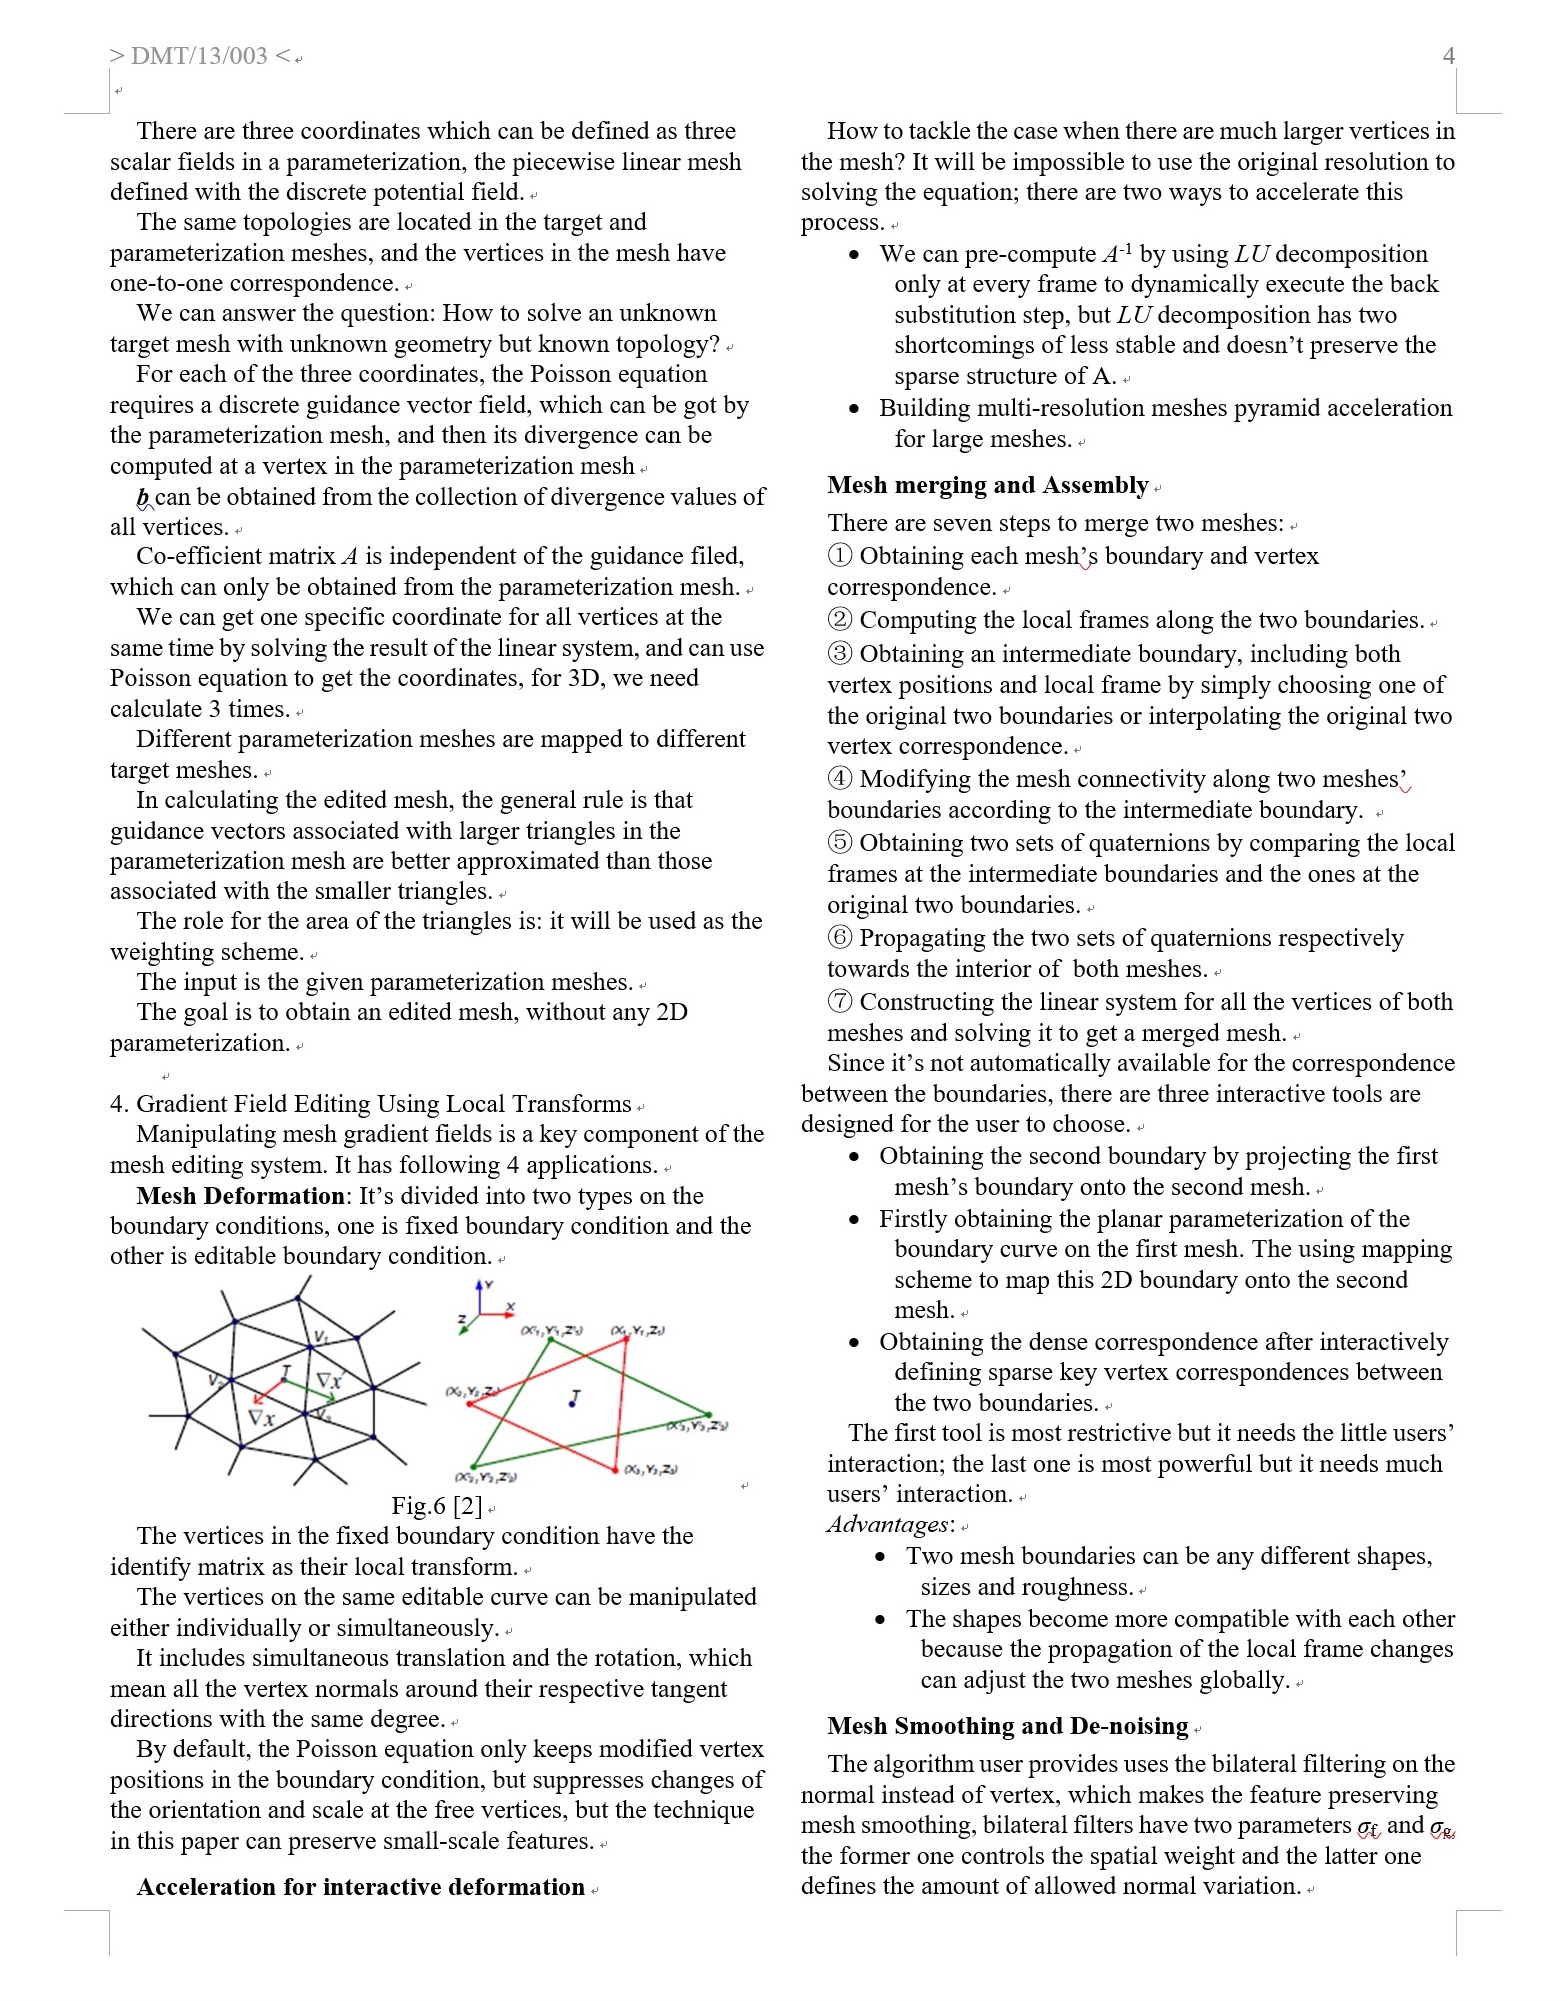 > DMT/13/003 <
4
There are three coordinates which can be defined as three
scalar fields in a parameterization, the piecewise linear mesh
defined with the discrete potential field.
The same topologies are located in the target and
parameterization meshes, and the vertices in the mesh have
one-to-one correspondence.
We can answer the question: How to solve an unknown
target mesh with unknown geometry but known topology?
For each of the three coordinates, the Poisson equation
requires a discrete guidance vector field, which can be got by
the parameterization mesh, and then its divergence can be
computed at a vertex in the parameterization mesh
b can be obtained from the collection of divergence values of
all vertices.
Co-efficient matrix A is independent of the guidance filed,
which can only be obtained from the parameterization mesh.
We can get one specific coordinate for all vertices at the
same time by solving the result of the linear system, and can use
Poisson equation to get the coordinates, for 3D, we need
calculate 3 times.
Different parameterization meshes are mapped to different
target meshes.
In calculating the edited mesh, the general rule is that
guidance vectors associated with larger triangles in the
parameterization mesh are better approximated than those
associated with the smaller triangles.
The role for the area of the triangles is: it will be used as the
weighting scheme.
The input is the given parameterization meshes.
The goal is to obtain an edited mesh, without any 2D
parameterization.
4. Gradient Field Editing Using Local Transforms
Manipulating mesh gradient fields is a key component of the
mesh editing system. It has following 4 applications.
Mesh Deformation: It's divided into two types on the
boundary conditions, one is fixed boundary condition and the
other is editable boundary condition.
Y
X
Z
V₁
T
∇x'
∇x
(X₁,Y₁,Z₁)
T
(X₃,Y₃,Z₃)
Fig.6 [2]
The vertices in the fixed boundary condition have the
identify matrix as their local transform.
The vertices on the same editable curve can be manipulated
either individually or simultaneously.
It includes simultaneous translation and the rotation, which
mean all the vertex normals around their respective tangent
directions with the same degree.
By default, the Poisson equation only keeps modified vertex
positions in the boundary condition, but suppresses changes of
the orientation and scale at the free vertices, but the technique
in this paper can preserve small-scale features.
Acceleration for interactive deformation
How to tackle the case when there are much larger vertices in
the mesh? It will be impossible to use the original resolution to
solving the equation; there are two ways to accelerate this
process.
• We can pre-compute A⁻¹ by using LU decomposition
only at every frame to dynamically execute the back
substitution step, but LU decomposition has two
shortcomings of less stable and doesn't preserve the
sparse structure of A.
• Building multi-resolution meshes pyramid acceleration
for large meshes.
Mesh merging and Assembly
There are seven steps to merge two meshes:
① Obtaining each mesh's boundary and vertex
correspondence.
② Computing the local frames along the two boundaries.
③ Obtaining an intermediate boundary, including both
vertex positions and local frame by simply choosing one of
the original two boundaries or interpolating the original two
vertex correspondence.
④ Modifying the mesh connectivity along two meshes'
boundaries according to the intermediate boundary.
⑤ Obtaining two sets of quaternions by comparing the local
frames at the intermediate boundaries and the ones at the
original two boundaries.
⑥ Propagating the two sets of quaternions respectively
towards the interior of both meshes.
⑦ Constructing the linear system for all the vertices of both
meshes and solving it to get a merged mesh.
Since it's not automatically available for the correspondence
between the boundaries, there are three interactive tools are
designed for the user to choose.
• Obtaining the second boundary by projecting the first
mesh's boundary onto the second mesh.
• Firstly obtaining the planar parameterization of the
boundary curve on the first mesh. The using mapping
scheme to map this 2D boundary onto the second
mesh.
• Obtaining the dense correspondence after interactively
defining sparse key vertex correspondences between
the two boundaries.
The first tool is most restrictive but it needs the little users'
interaction; the last one is most powerful but it needs much
users' interaction.
Advantages:
• Two mesh boundaries can be any different shapes,
sizes and roughness.
• The shapes become more compatible with each other
because the propagation of the local frame changes
can adjust the two meshes globally.
Mesh Smoothing and De-noising
The algorithm user provides uses the bilateral filtering on the
normal instead of vertex, which makes the feature preserving
mesh smoothing, bilateral filters have two parameters σf and σg,
the former one controls the spatial weight and the latter one
defines the amount of allowed normal variation.